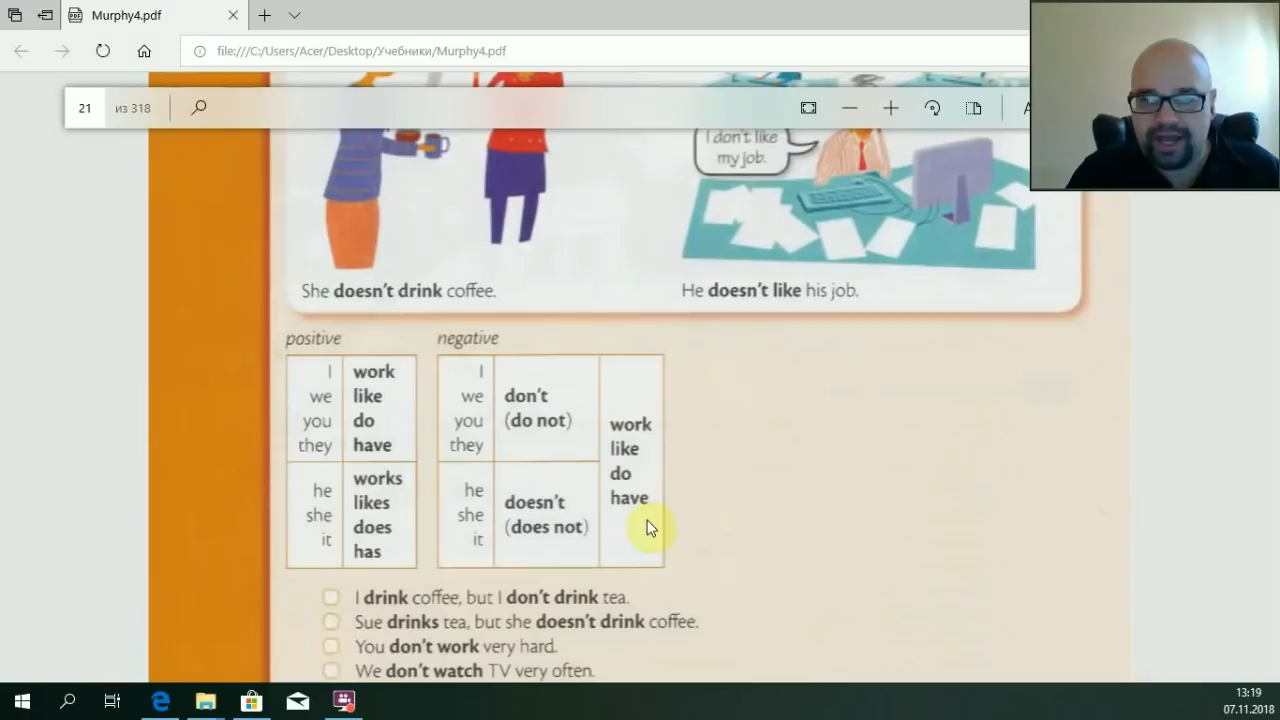 Murphy4.pdf
file:///C:/Users/Acer/Desktop/Учебники/Murphy4.pdf
21 из 318
I don't like
my job.
She doesn't drink coffee.
He doesn't like his job.
positive
negative
I
we
you
they
work
like
do
have
he
she
it
works
likes
does
has
I
we
you
they
don't
(do not)
he
she
it
doesn't
(does not)
work
like
do
have
I drink coffee, but I don't drink tea.
Sue drinks tea, but she doesn't drink coffee.
You don't work very hard.
We don't watch TV very often.
13:19
07.11.2018